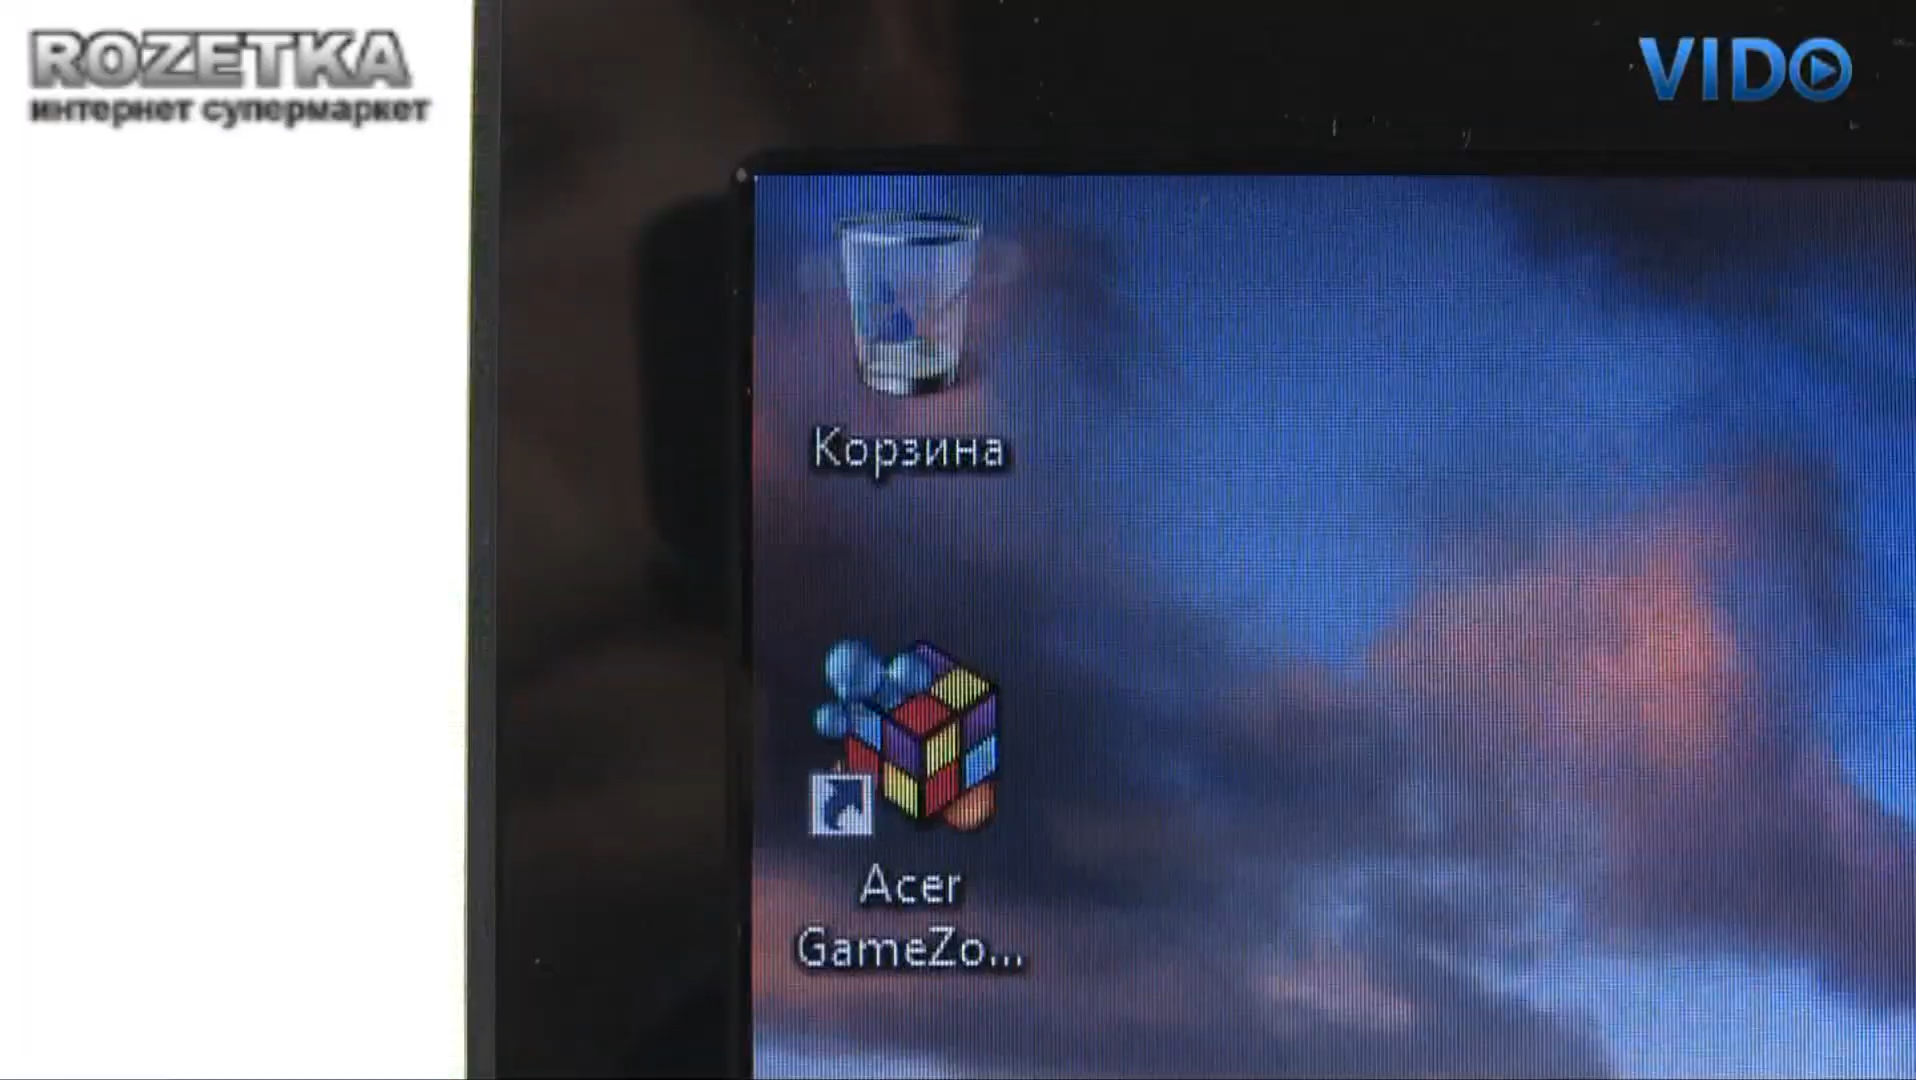 ROZETKA
интернет супермаркет
VIDO
Корзина
Acer
GameZo...